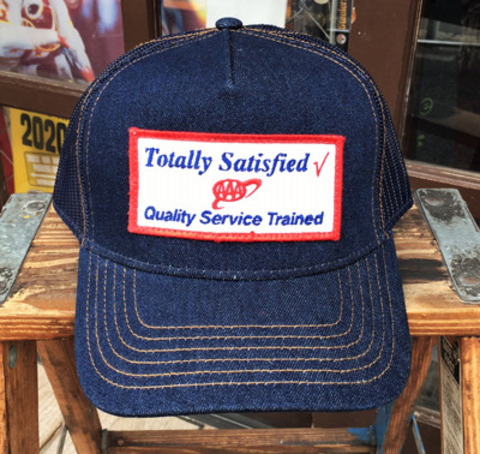 2020
Totally Satisfied ✓
AAA
Quality Service Trained